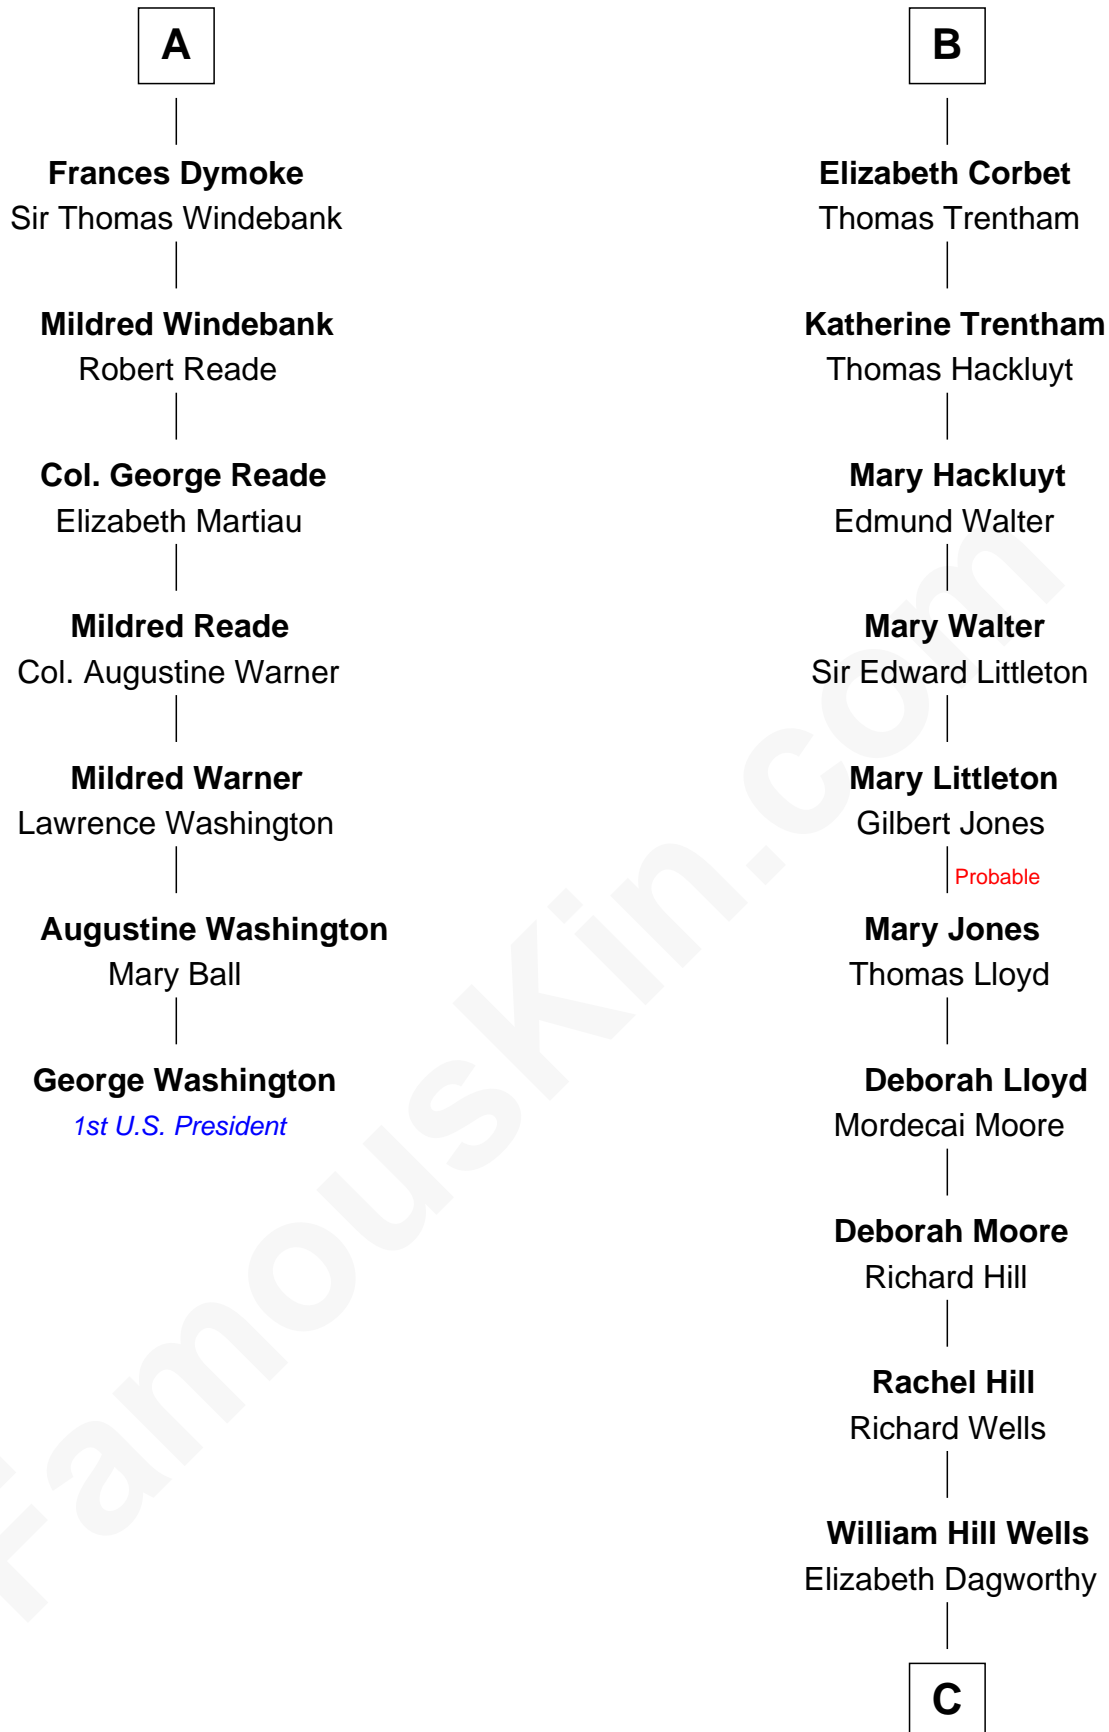 A
Frances Dymoke
Sir Thomas Windebank
Mildred Windebank
Robert Reade
Col. George Reade
Elizabeth Martiau
Mildred Reade
Col. Augustine Warner
Mildred Warner
Lawrence Washington
Augustine Washington
Mary Ball
George Washington
1st U.S. President
B
Elizabeth Corbet
Thomas Trentham
Katherine Trentham
Thomas Hackluyt
Mary Hackluyt
Edmund Walter
Mary Walter
Sir Edward Littleton
Mary Littleton
Gilbert Jones
Probable
Mary Jones
Thomas Lloyd
Deborah Lloyd
Mordecai Moore
Deborah Moore
Richard Hill
Rachel Hill
Richard Wells
William Hill Wells
Elizabeth Dagworthy
C
FamousKin.com